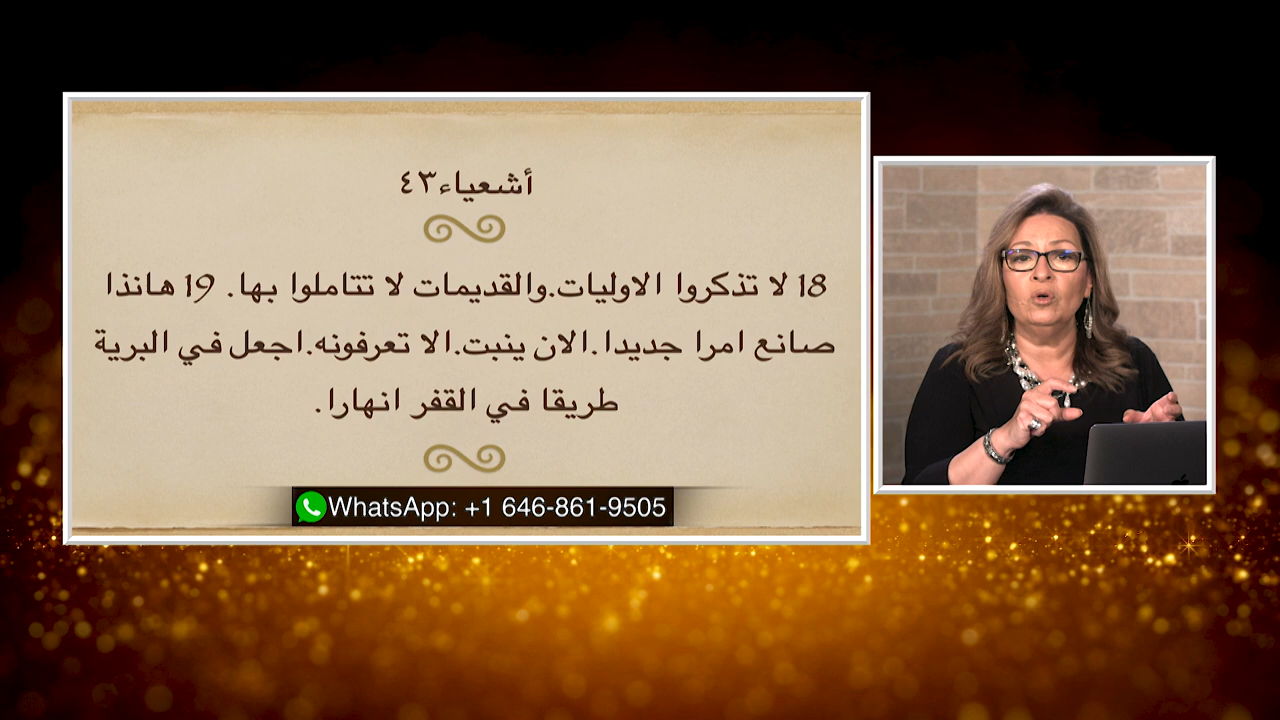 أشعياء٤٣
18 لا تذكروا الاوليات.والقديمات لا تتاملوا بها. 19 هانذا
صانع امرا جديدا.الان ينبت.الا تعرفونه.اجعل في البرية
طريقا في القفر انهارا.
WhatsApp: +1 646-861-9505